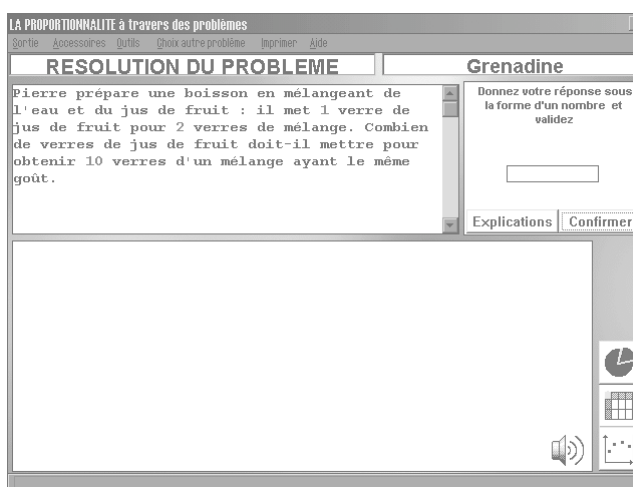 LA PROPORTIONNALITE à travers des problèmes
Sortie Accessoires Outils Choix autre problème Imprimer Aide
RESOLUTION DU PROBLEME
Grenadine
Pierre prépare une boisson en mélangeant de
l'eau et du jus de fruit : il met 1 verre de
jus de fruit pour 2 verres de mélange. Combien
de verres de jus de fruit doit-il mettre pour
obtenir 10 verres d'un mélange ayant le même
goût.
Donnez votre réponse sous
la forme d'un nombre et
validez
Explications
Confirmer